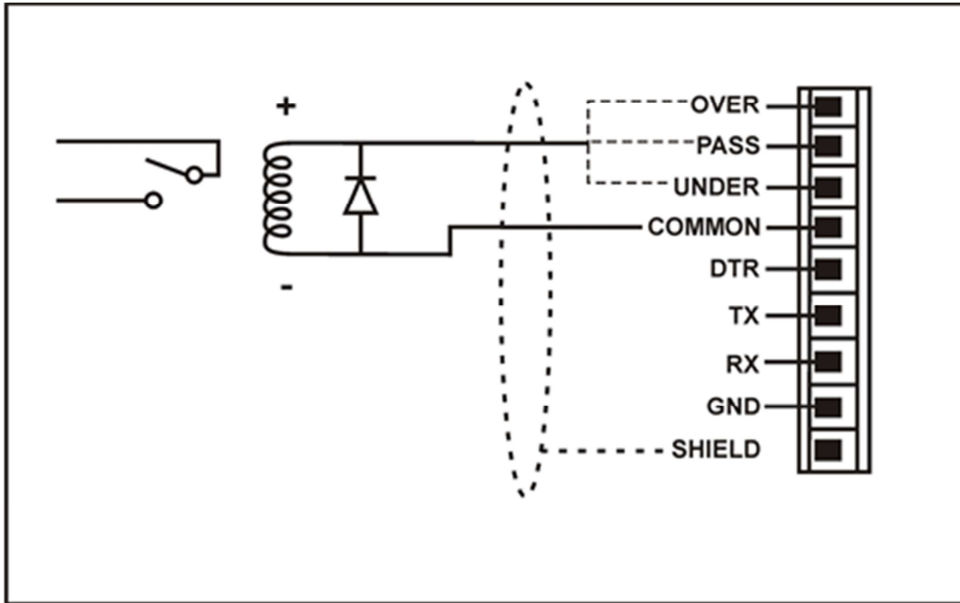 +
-
OVER
PASS
UNDER
COMMON
DTR
TX
RX
GND
SHIELD